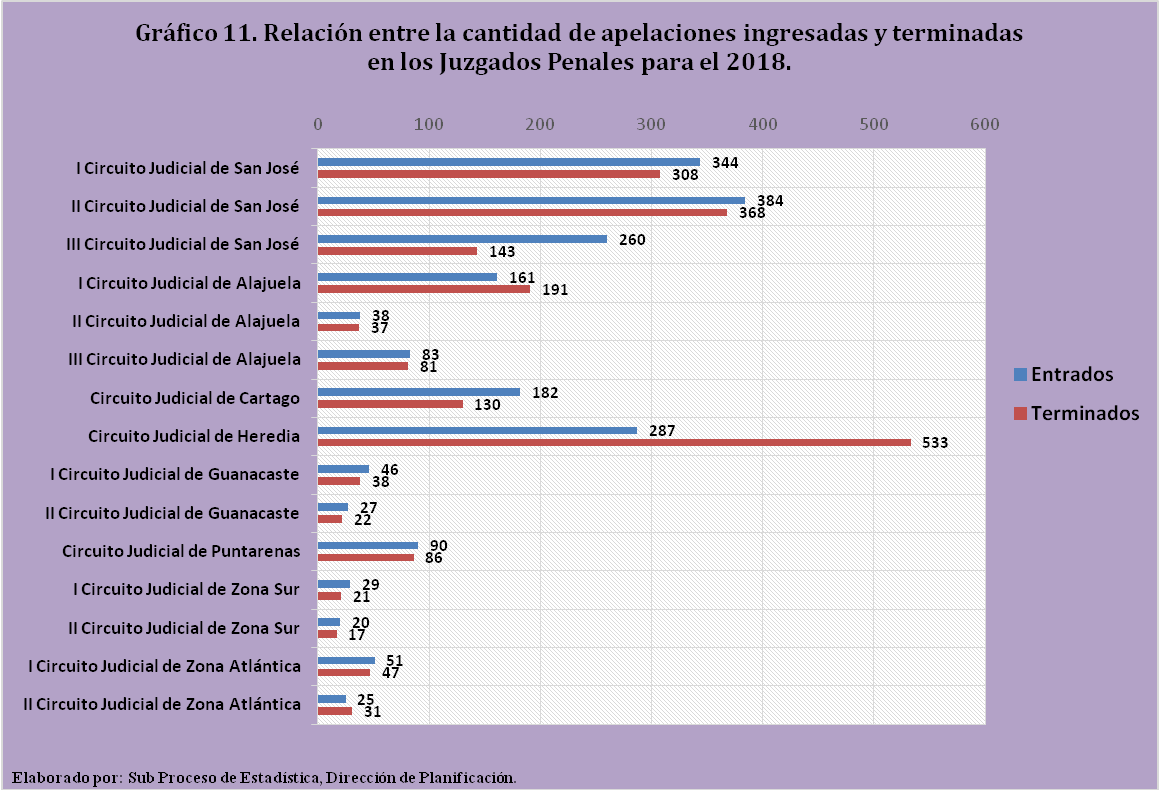 Gráfico 11. Relación entre la cantidad de apelaciones ingresadas y terminadas
en los Juzgados Penales para el 2018.
0 100 200 300 400 500 600
I Circuito Judicial de San José 344
308
II Circuito Judicial de San José 384
368
III Circuito Judicial de San José 260
143
I Circuito Judicial de Alajuela 161
191
II Circuito Judicial de Alajuela 38
37
III Circuito Judicial de Alajuela 83
81
Circuito Judicial de Cartago 182
130
Circuito Judicial de Heredia 287
533
I Circuito Judicial de Guanacaste 46
38
II Circuito Judicial de Guanacaste 27
22
Circuito Judicial de Puntarenas 90
86
I Circuito Judicial de Zona Sur 29
21
II Circuito Judicial de Zona Sur 20
17
I Circuito Judicial de Zona Atlántica 51
47
II Circuito Judicial de Zona Atlántica 25
31
Entrados
Terminados
Elaborado por: Sub Proceso de Estadística, Dirección de Planificación.